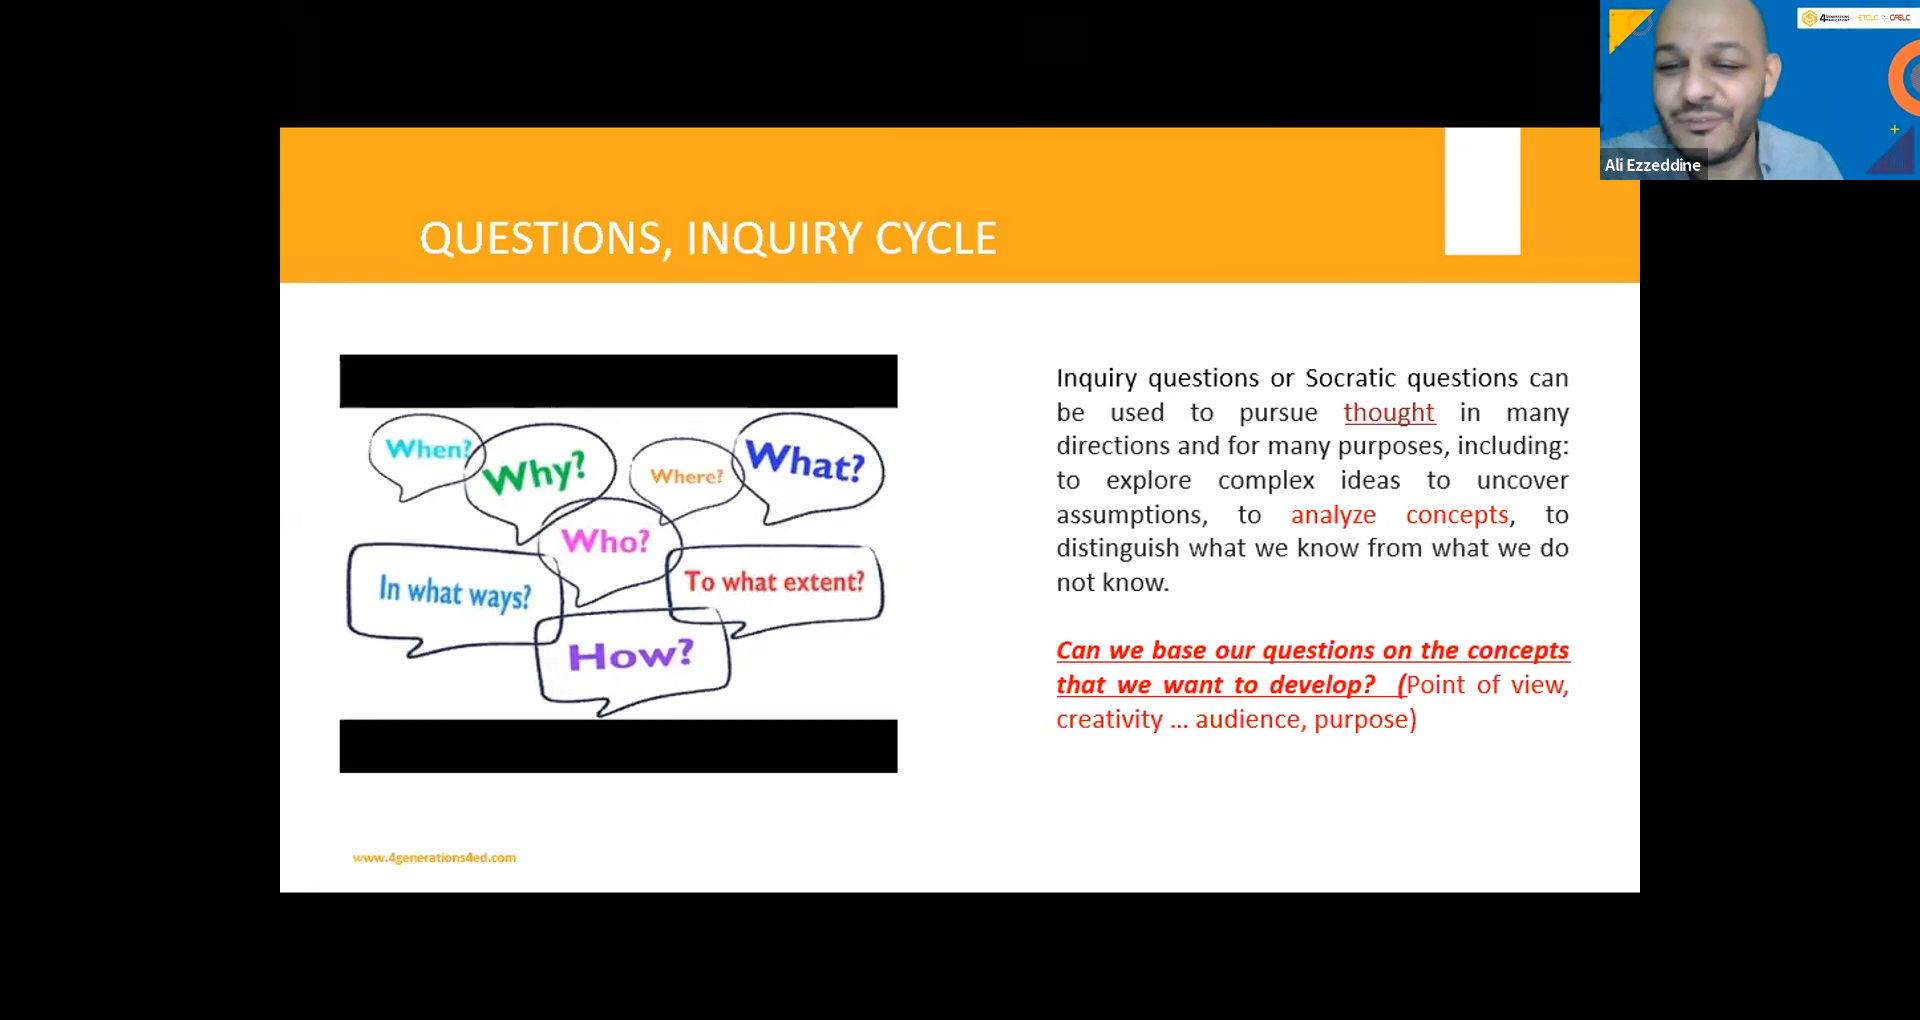 4GENERATIONS
ETCLC
CAELC
Ali Ezzeddine
QUESTIONS, INQUIRY CYCLE
When?
Why?
Where?
What?
Who?
In what ways?
To what extent?
How?
Inquiry questions or Socratic questions can
be used to pursue thought in many
directions and for many purposes, including:
to explore complex ideas to uncover
assumptions, to analyze concepts, to
distinguish what we know from what we do
not know.
Can we base our questions on the concepts
that we want to develop? (Point of view,
creativity ... audience, purpose)
www.4generations4ed.com